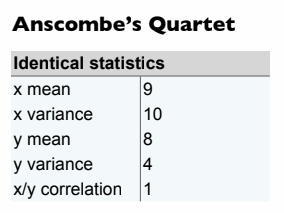 Anscombe's Quartet
Identical statistics
x mean 9
x variance 10
y mean 8
y variance 4
x/y correlation 1